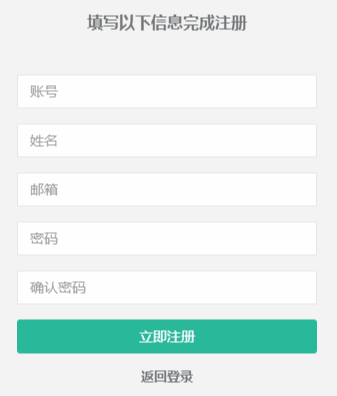 填写以下信息完成注册
账号
姓名
邮箱
密码
确认密码
立即注册
返回登录